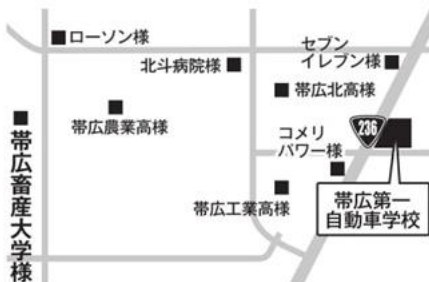 ローソン様
セブン
イレブン様
北斗病院様
帯広北高様
帯広農業高様
236
コメリ
パワー様
帯広畜産大学様
帯広工業高様
帯広第一
自動車学校